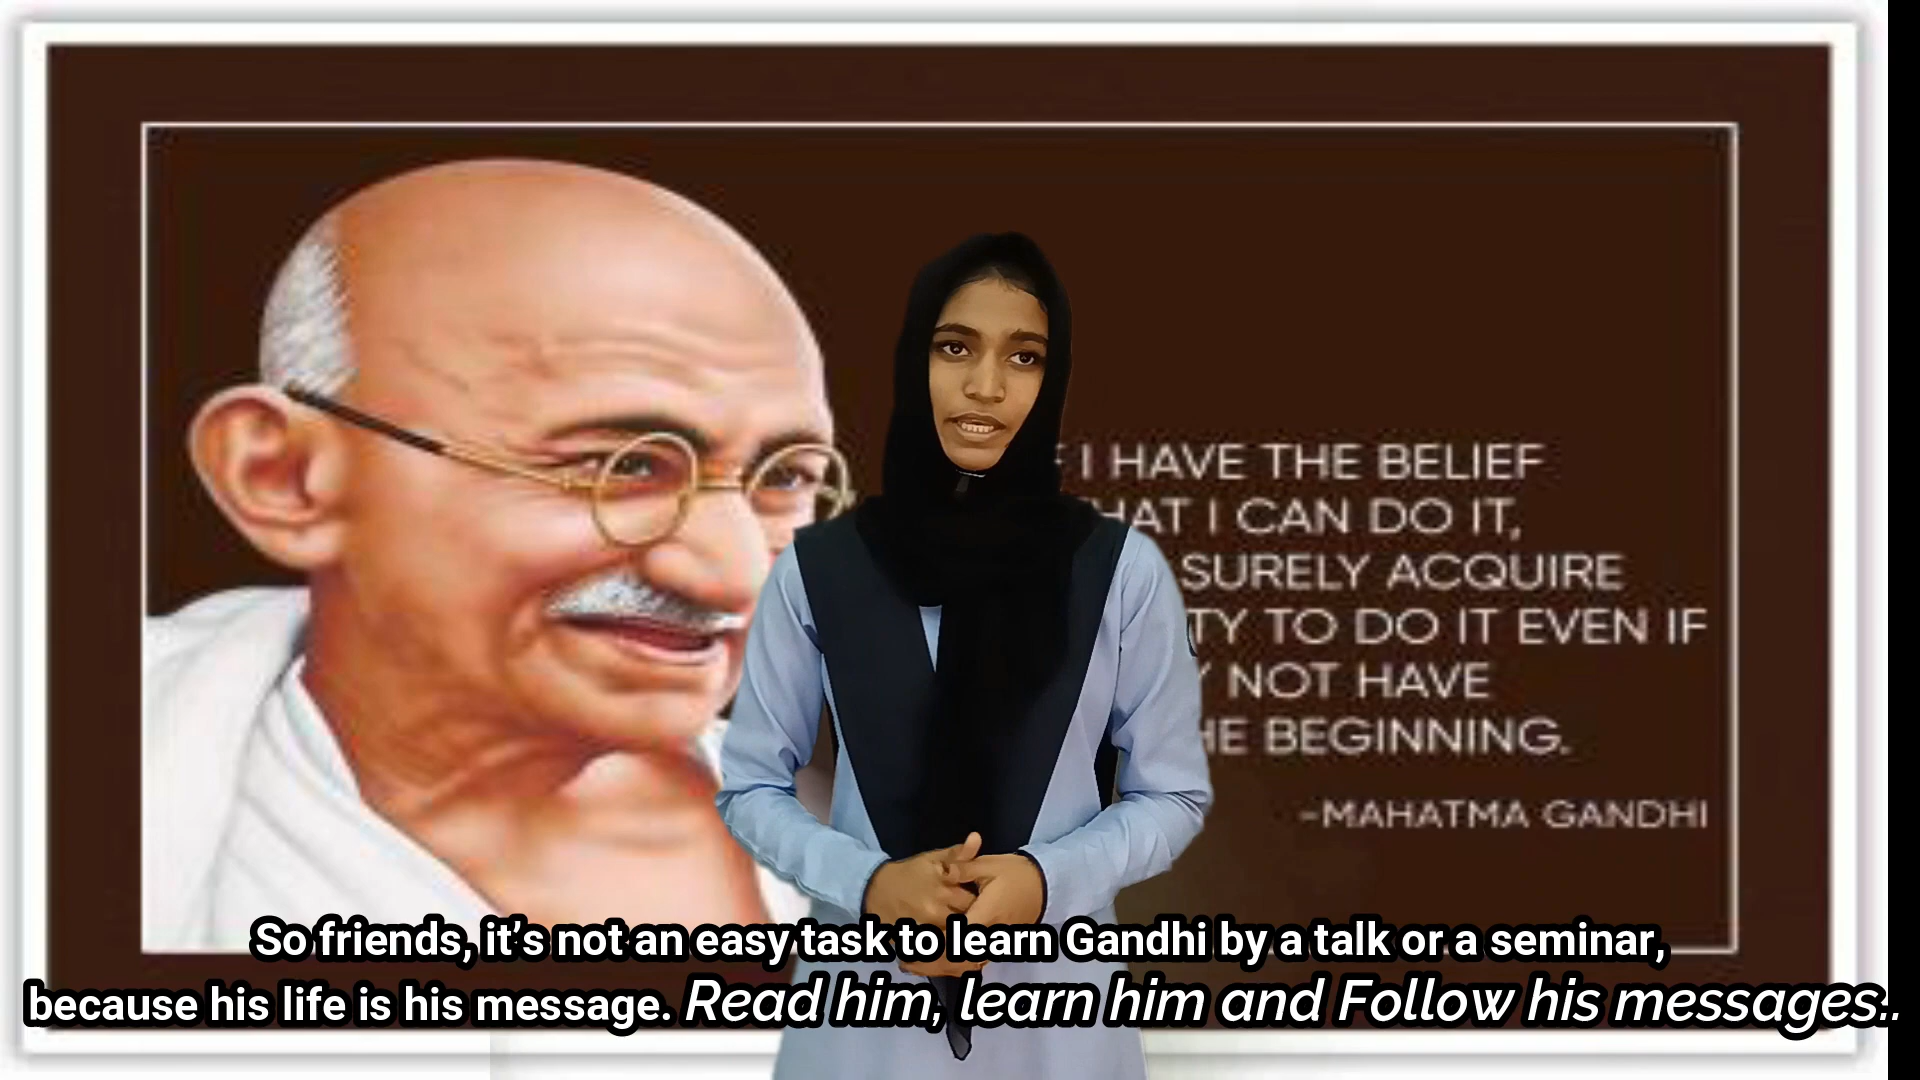 I HAVE THE BELIEF
HAT I CAN DO IT,
SURELY ACQUIRE
TY TO DO IT EVEN IF
NOT HAVE
HE BEGINNING.
-MAHATMA GANDHI
So friends, it's not an easy task to learn Gandhi by a talk or a seminar,
because his life is his message. Read him, learn him and Follow his messages..